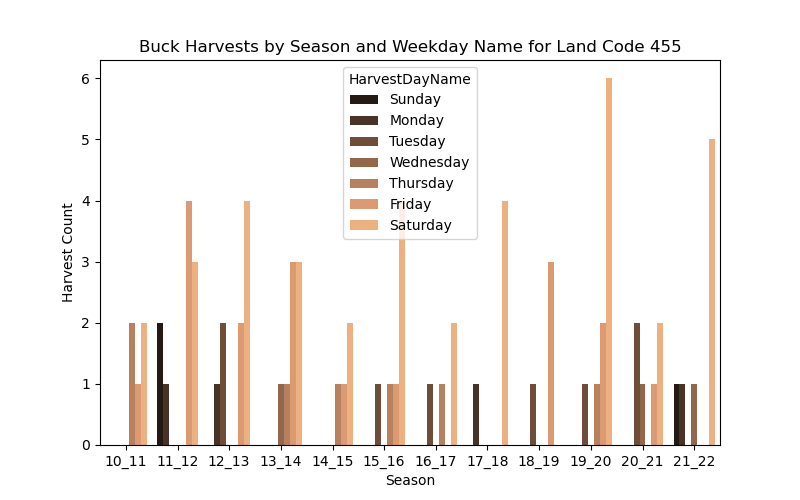 Buck Harvests by Season and Weekday Name for Land Code 455
HarvestDayName
Sunday
Monday
Tuesday
Wednesday
Thursday
Friday
Saturday
Harvest Count
6
5
4
3
2
1
0
10_11 11_12 12_13 13_14 14_15 15_16 16_17 17_18 18_19 19_20 20_21 21_22
Season